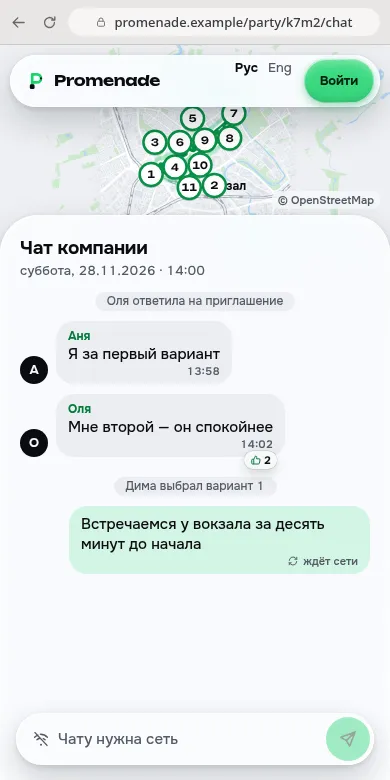 promenade.example/party/k7m2/chat
Promenade
Рус Eng
Войти
5
7
3
6
9
8
1
4
10
11
2
зал
© OpenStreetMap
Чат компании
суббота, 28.11.2026 · 14:00
Оля ответила на приглашение
Аня
Я за первый вариант
13:58
А
Оля
Мне второй — он спокойнее
14:02
О
2
Дима выбрал вариант 1
Встречаемся у вокзала за десять
минут до начала
ждёт сети
Чату нужна сеть